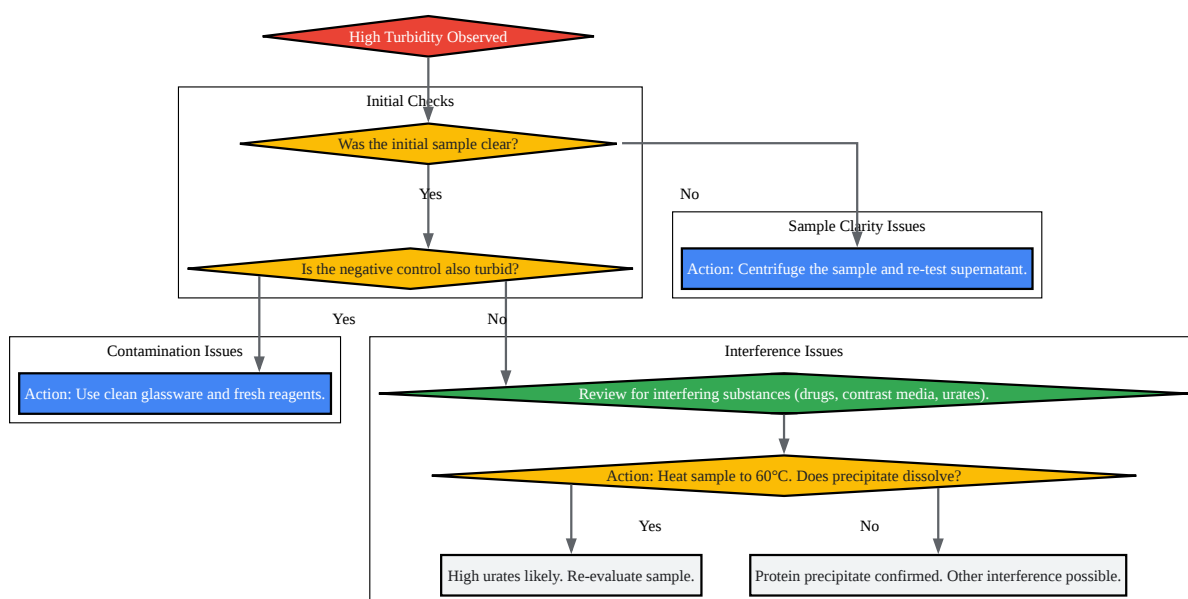 High Turbidity Observed
Initial Checks
Was the initial sample clear?
Yes
No
Sample Clarity Issues
Action: Centrifuge the sample and re-test supernatant.
Is the negative control also turbid?
Yes
No
Contamination Issues
Action: Use clean glassware and fresh reagents.
Interference Issues
Review for interfering substances (drugs, contrast media, urates).
Action: Heat sample to 60°C. Does precipitate dissolve?
Yes
No
High urates likely. Re-evaluate sample.
Protein precipitate confirmed. Other interference possible.